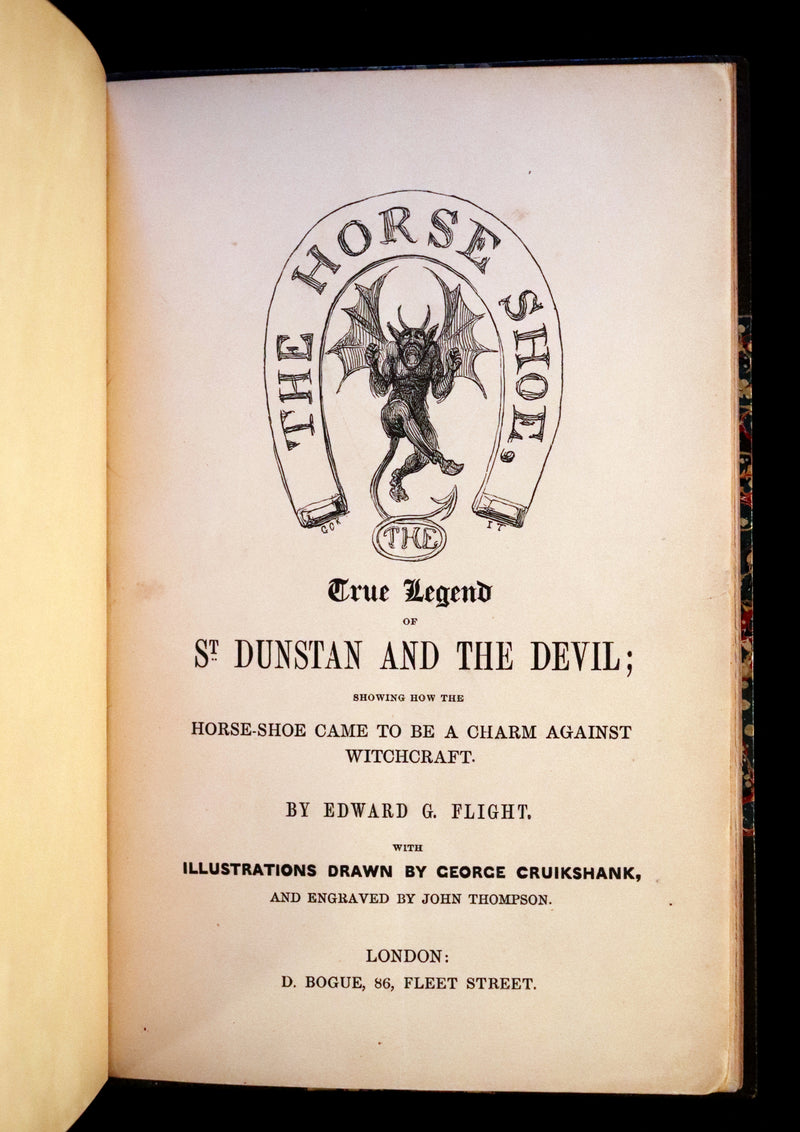 THE HORSE SHOE,
GCK
IT
THE
True Legend
OF
ST DUNSTAN AND THE DEVIL;
SHOWING HOW THE
HORSE-SHOE CAME TO BE A CHARM AGAINST
WITCHCRAFT.
BY EDWARD G. FLIGHT.
WITH
ILLUSTRATIONS DRAWN BY GEORGE CRUIKSHANK,
AND ENGRAVED BY JOHN THOMPSON.
LONDON:
D. BOGUE, 86, FLEET STREET.